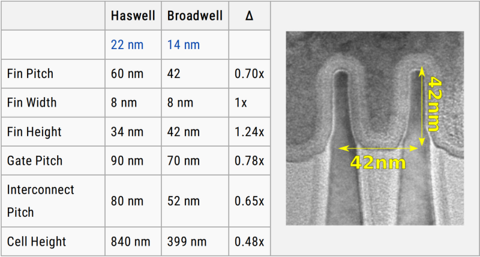 Haswell Broadwell Δ
22 nm 14 nm
Fin Pitch 60 nm 42 0.70x
Fin Width 8 nm 8 nm 1x
Fin Height 34 nm 42 nm 1.24x
Gate Pitch 90 nm 70 nm 0.78x
Interconnect
Pitch 80 nm 52 nm 0.65x
Cell Height 840 nm 399 nm 0.48x
42nm
42nm